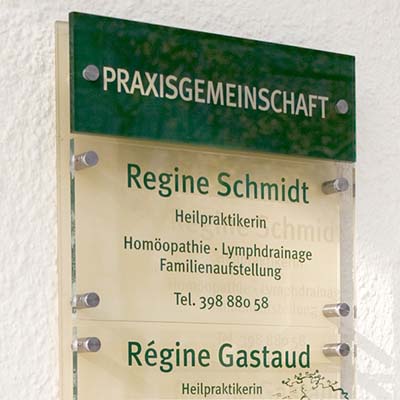 PRAXISGEMEINSCHAFT
Regine Schmidt
Heilpraktikerin
Homöopathie · Lymphdrainage
Familienaufstellung
Tel. 398 880 58
Régine Gastaud
Heilpraktikerin